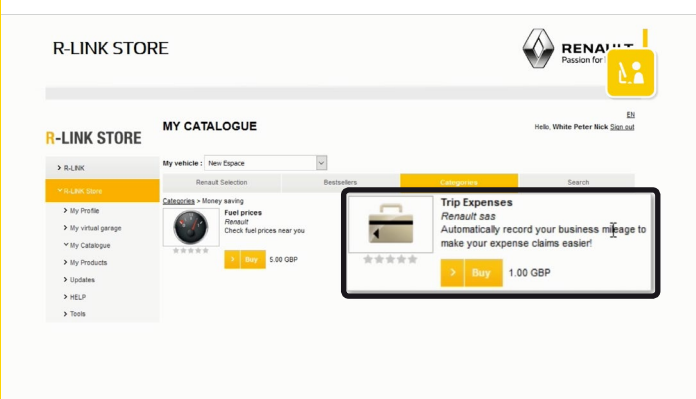 R-LINK STORE
RENAULT
Passion for
EN
Hello, White Peter Nick Sign out
R-LINK STORE
MY CATALOGUE
My vehicle : New Espace
> R-LINK
R-LINK Store
> My Profile
> My virtual garage
My Catalogue
> My Products
> Updates
> HELP
> Tools
Renault Selection
Bestsellers
Categories
Search
Categories > Money saving
Fuel prices
Renault
Check fuel prices near you
> Buy 5.00 GBP
Trip Expenses
Renault sas
Automatically record your business mileage to
make your expense claims easier!
> Buy 1.00 GBP